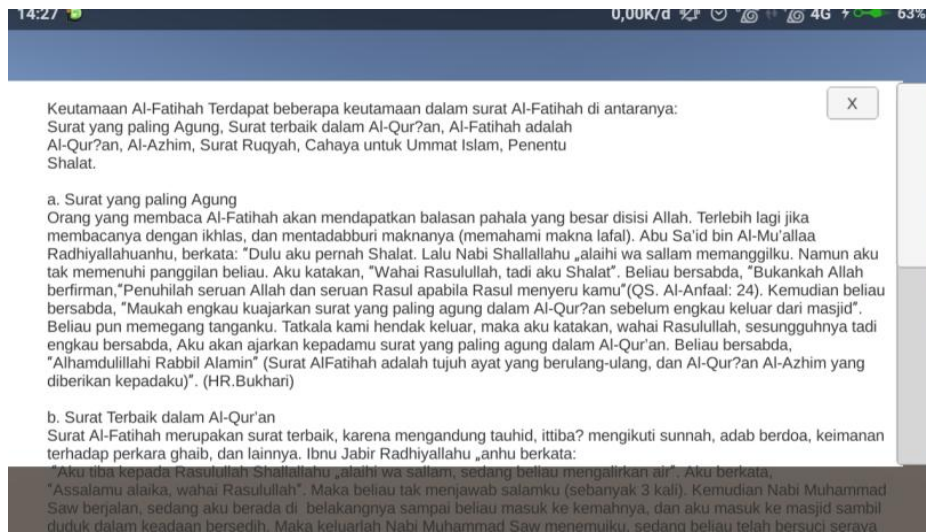 14:27 0,00K/d 4G 63%
Keutamaan Al-Fatihah Terdapat beberapa keutamaan dalam surat Al-Fatihah di antaranya:
X
Surat yang paling Agung, Surat terbaik dalam Al-Qur?an, Al-Fatihah adalah
Al-Qur?an, Al-Azhim, Surat Ruqyah, Cahaya untuk Ummat Islam, Penentu
Shalat.
a. Surat yang paling Agung
Orang yang membaca Al-Fatihah akan mendapatkan balasan pahala yang besar disisi Allah. Terlebih lagi jika
membacanya dengan ikhlas, dan mentadabburi maknanya (memahami makna lafal). Abu Sa'id bin Al-Mu'allaa
Radhiyallahuanhu, berkata: "Dulu aku pernah Shalat. Lalu Nabi Shallallahu „alaihi wa sallam memanggilku. Namun aku
tak memenuhi panggilan beliau. Aku katakan, "Wahai Rasulullah, tadi aku Shalat". Beliau bersabda, "Bukankah Allah
berfirman,"Penuhilah seruan Allah dan seruan Rasul apabila Rasul menyeru kamu"(QS. Al-Anfaal: 24). Kemudian beliau
bersabda, "Maukah engkau kuajarkan surat yang paling agung dalam Al-Qur?an sebelum engkau keluar dari masjid".
Beliau pun memegang tanganku. Tatkala kami hendak keluar, maka aku katakan, wahai Rasulullah, sesungguhnya tadi
engkau bersabda, Aku akan ajarkan kepadamu surat yang paling agung dalam Al-Qur'an. Beliau bersabda,
"Alhamdulillahi Rabbil Alamin" (Surat AlFatihah adalah tujuh ayat yang berulang-ulang, dan Al-Qur?an Al-Azhim yang
diberikan kepadaku)". (HR.Bukhari)
b. Surat Terbaik dalam Al-Qur'an
Surat Al-Fatihah merupakan surat terbaik, karena mengandung tauhid, ittiba? mengikuti sunnah, adab berdoa, keimanan
terhadap perkara ghaib, dan lainnya. Ibnu Jabir Radhiyallahu „anhu berkata:
"Aku tiba kepada Rasulullah Shallallahu „alaihi wa sallam, sedang beliau mengalirkan air". Aku berkata,
"Assalamu alaika, wahai Rasulullah". Maka beliau tak menjawab salamku (sebanyak 3 kali). Kemudian Nabi Muhammad
Saw berjalan, sedang aku berada di belakangnya sampai beliau masuk ke kemahnya, dan aku masuk ke masjid sambil
duduk dalam keadaan bersedih. Maka keluarlah Nabi Muhammad Saw menemuiku, sedang beliau telah bersuci seraya